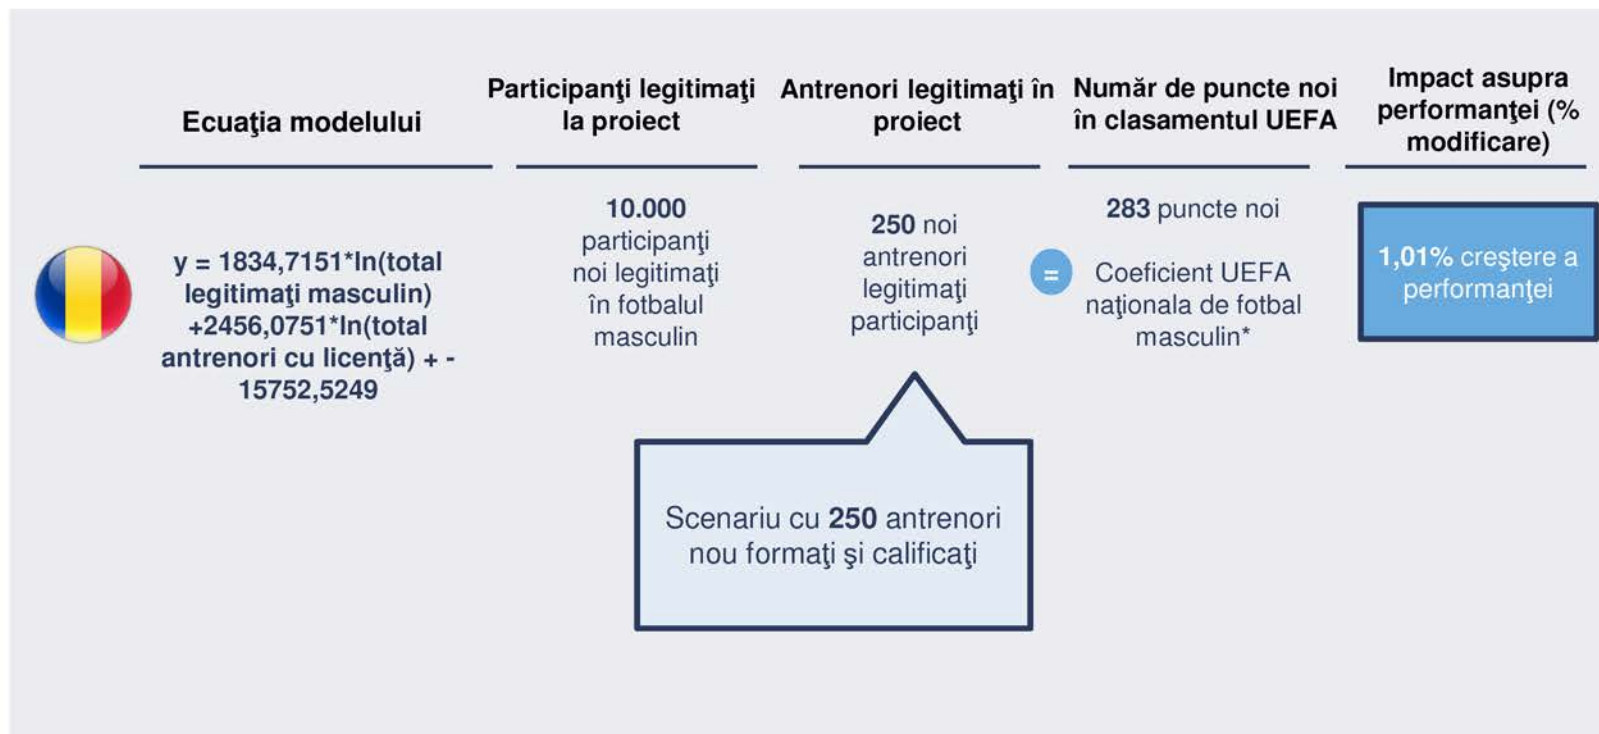 Ecuaţia modelului
Participanţi legitimaţi
la proiect
Antrenori legitimaţi în
proiect
Număr de puncte noi
în clasamentul UEFA
Impact asupra
performanţei (%
modificare)
y = 1834,7151*ln(total
legitimaţi masculin)
+2456,0751*ln(total
antrenori cu licenţă) + -
15752,5249
10.000
participanţi
noi legitimaţi
în fotbalul
masculin
250 noi
antrenori
legitimaţi
participanţi
=
283 puncte noi
Coeficient UEFA
naţionala de fotbal
masculin*
1,01% creştere a
performanţei
Scenariu cu 250 antrenori
nou formaţi şi calificaţi